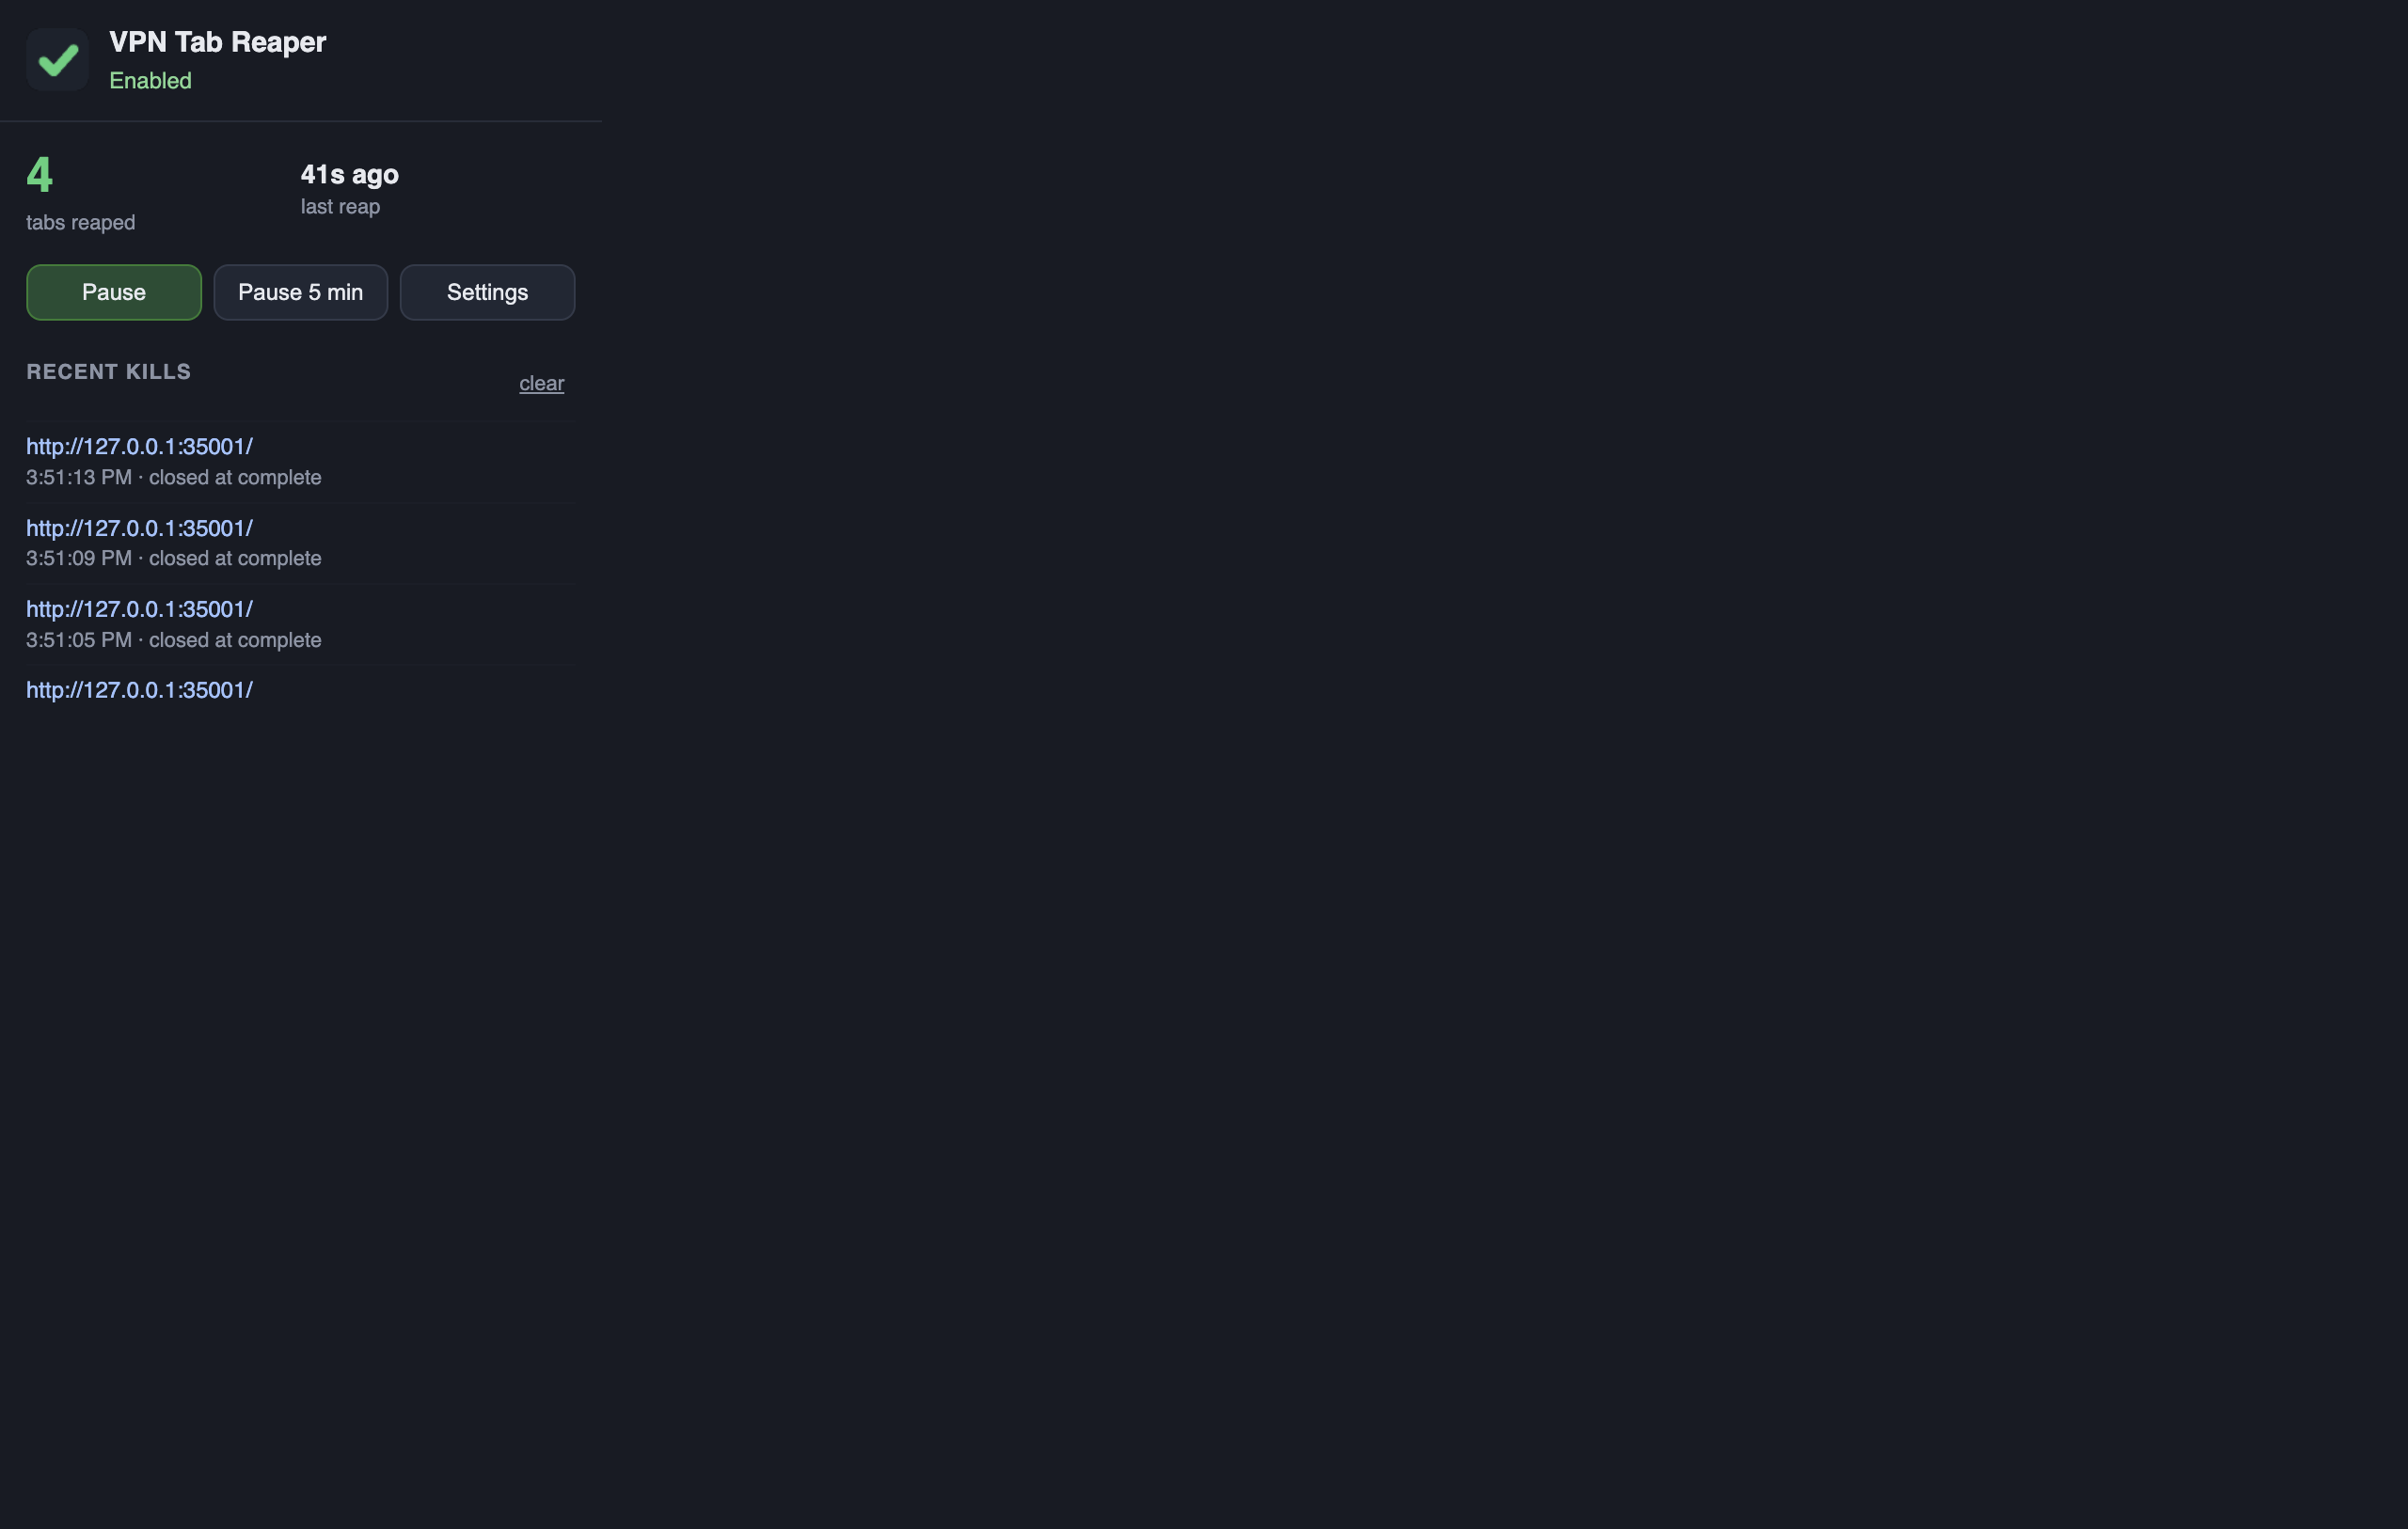 VPN Tab Reaper
Enabled
4
tabs reaped
41s ago
last reap
Pause
Pause 5 min
Settings
RECENT KILLS
clear
http://127.0.0.1:35001/
3:51:13 PM · closed at complete
http://127.0.0.1:35001/
3:51:09 PM · closed at complete
http://127.0.0.1:35001/
3:51:05 PM · closed at complete
http://127.0.0.1:35001/